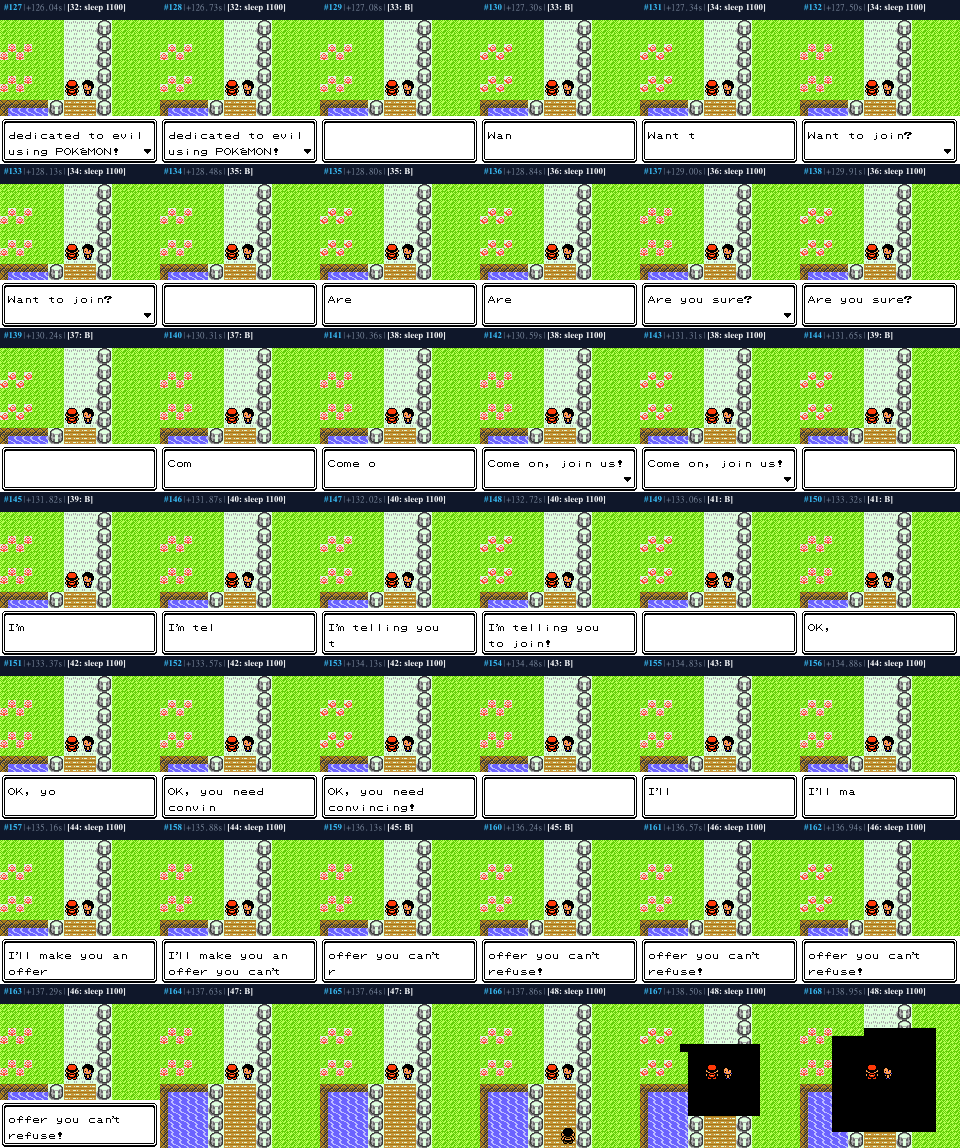 #127|+126.04s|[32: sleep 1100]
dedicated to evil
using POKéMON!
#128|+126.73s|[32: sleep 1100]
dedicated to evil
using POKéMON!
#129|+127.08s|[33: B]
#130|+127.30s|[33: B]
Wan
#131|+127.34s|[34: sleep 1100]
Want t
#132|+127.50s|[34: sleep 1100]
Want to join?
#133|+128.13s|[34: sleep 1100]
Want to join?
#134|+128.48s|[35: B]
#135|+128.80s|[35: B]
Are
#136|+128.84s|[36: sleep 1100]
Are
#137|+129.00s|[36: sleep 1100]
Are you sure?
#138|+129.91s|[36: sleep 1100]
Are you sure?
#139|+130.24s|[37: B]
#140|+130.31s|[37: B]
Com
#141|+130.36s|[38: sleep 1100]
Come o
#142|+130.59s|[38: sleep 1100]
Come on, join us!
#143|+131.31s|[38: sleep 1100]
Come on, join us!
#144|+131.65s|[39: B]
#145|+131.82s|[39: B]
I'm
#146|+131.87s|[40: sleep 1100]
I'm tel
#147|+132.02s|[40: sleep 1100]
I'm telling you
t
#148|+132.72s|[40: sleep 1100]
I'm telling you
to join!
#149|+133.06s|[41: B]
#150|+133.32s|[41: B]
OK,
#151|+133.37s|[42: sleep 1100]
OK, yo
#152|+133.57s|[42: sleep 1100]
OK, you need
convin
#153|+134.13s|[42: sleep 1100]
OK, you need
convincing!
#154|+134.48s|[43: B]
#155|+134.83s|[43: B]
I'll
#156|+134.88s|[44: sleep 1100]
I'll ma
#157|+135.16s|[44: sleep 1100]
I'll make you an
offer
#158|+135.88s|[44: sleep 1100]
I'll make you an
offer you can't
#159|+136.13s|[45: B]
offer you can't
r
#160|+136.24s|[45: B]
offer you can't
refuse!
#161|+136.57s|[46: sleep 1100]
offer you can't
refuse!
#162|+136.94s|[46: sleep 1100]
offer you can't
refuse!
#163|+137.29s|[46: sleep 1100]
offer you can't
refuse!
#164|+137.63s|[47: B]
#165|+137.64s|[47: B]
#166|+137.86s|[48: sleep 1100]
#167|+138.50s|[48: sleep 1100]
#168|+138.95s|[48: sleep 1100]